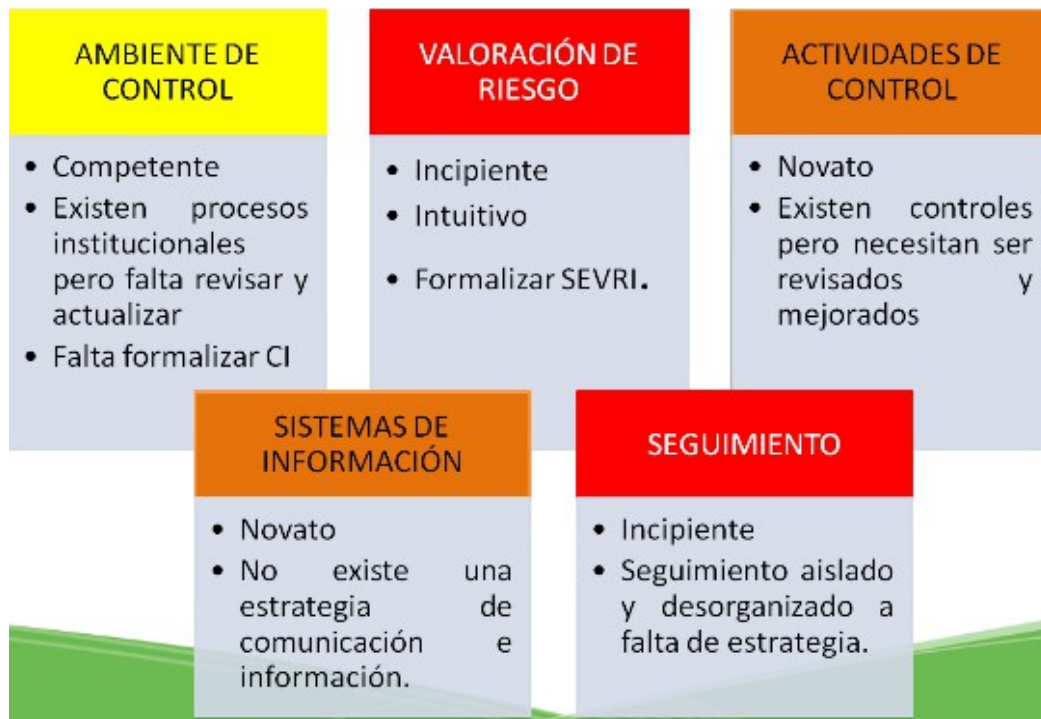 AMBIENTE DE
CONTROL
• Competente
• Existen procesos
institucionales
pero falta revisar y
actualizar
• Falta formalizar CI
VALORACIÓN DE
RIESGO
• Incipiente
• Intuitivo
• Formalizar SEVRI.
ACTIVIDADES DE
CONTROL
• Novato
• Existen controles
pero necesitan ser
revisados y
mejorados
SISTEMAS DE
INFORMACIÓN
• Novato
• No existe una
estrategia de
comunicación e
información.
SEGUIMIENTO
• Incipiente
• Seguimiento aislado
y desorganizado a
falta de estrategia.